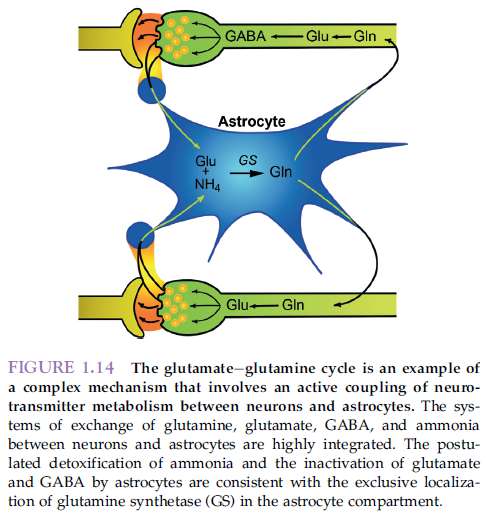 GABA ← Glu ← Gln
Astrocyte
Glu
+
NH4
GS
→
Gln
Glu ← Gln
FIGURE 1.14 The glutamate−glutamine cycle is an example of
a complex mechanism that involves an active coupling of neuro-
transmitter metabolism between neurons and astrocytes. The sys-
tems of exchange of glutamine, glutamate, GABA, and ammonia
between neurons and astrocytes are highly integrated. The postu-
lated detoxification of ammonia and the inactivation of glutamate
and GABA by astrocytes are consistent with the exclusive localiza-
tion of glutamine synthetase (GS) in the astrocyte compartment.